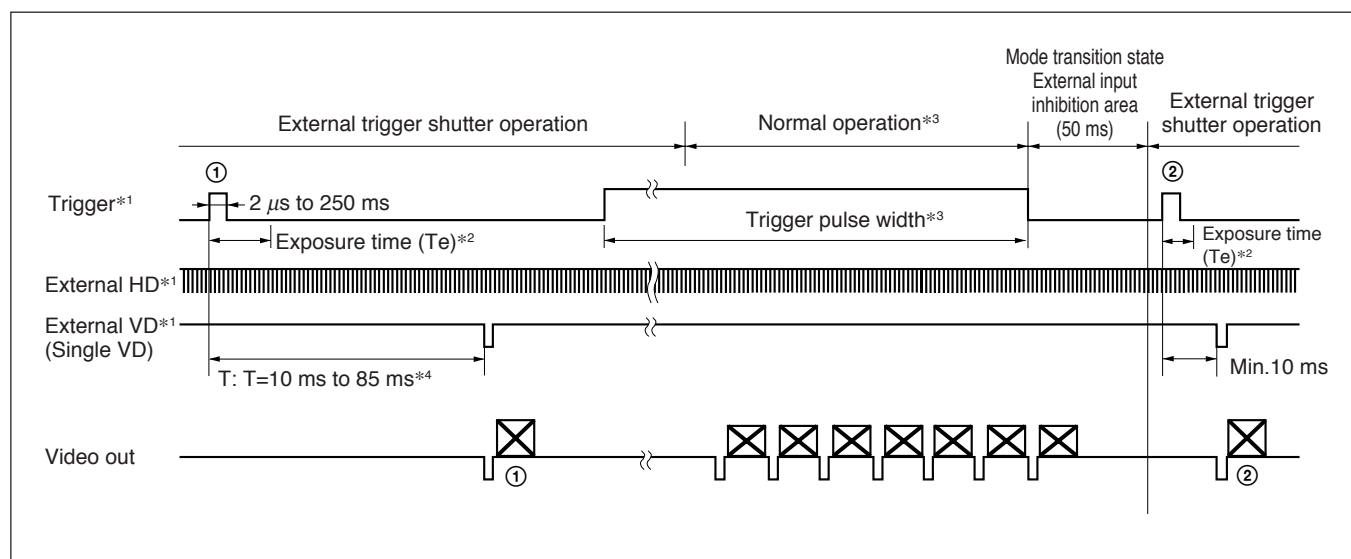 Mode transition state
External input
inhibition area
(50 ms)
External trigger shutter operation
Normal operation*3
External trigger
shutter operation
①
②
Trigger*1
2 μs to 250 ms
Trigger pulse width*3
Exposure time (Te)*2
Exposure time
(Te)*2
External HD*1
External VD*1
(Single VD)
T: T=10 ms to 85 ms*4
Min.10 ms
Video out
①
②